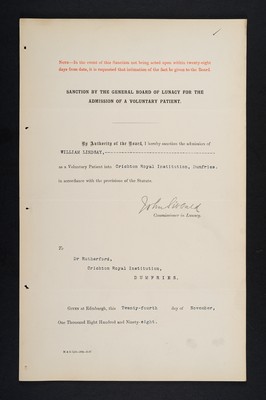 NOTE:—In the event of this Sanction not being acted upon within twenty-eight
days from date, it is requested that intimation of the fact be given to the Board.
SANCTION BY THE GENERAL BOARD OF LUNACY FOR THE
ADMISSION OF A VOLUNTARY PATIENT.
By Authority of the Board, I hereby sanction the admission of
WILLIAM LINDSAY,
as a Voluntary Patient into Crichton Royal Institution, Dumfries,
in accordance with the provisions of the Statute.
John Sibbald
Commissioner in Lunacy.
To
Dr Rutherford,
Crichton Royal Institution,
DUMFRIES.
Given at Edinburgh, this Twenty-fourth day of November,
One Thousand Eight Hundred and Ninety-eight.